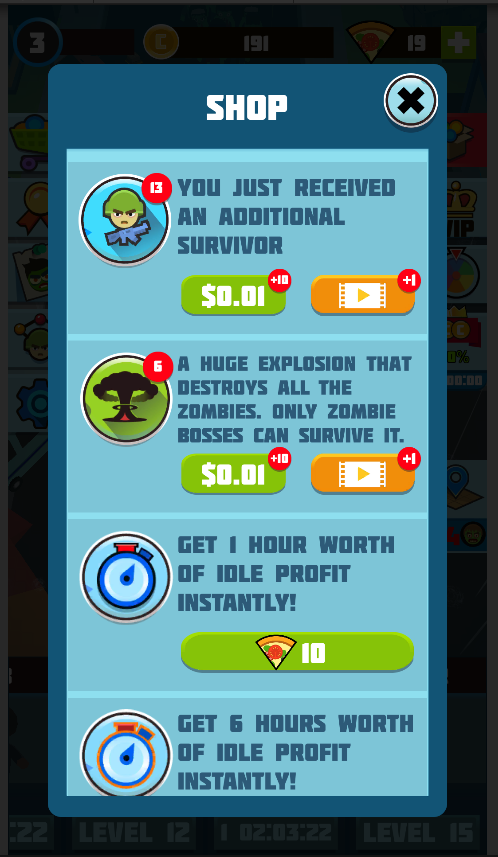 3
191
19
SHOP
13
YOU JUST RECEIVED
AN ADDITIONAL
SURVIVOR
$0.01
+10
+1
6
A HUGE EXPLOSION THAT
DESTROYS ALL THE
ZOMBIES. ONLY ZOMBIE
BOSSES CAN SURVIVE IT.
$0.01
+10
+1
GET 1 HOUR WORTH
OF IDLE PROFIT
INSTANTLY!
10
GET 6 HOURS WORTH
OF IDLE PROFIT
INSTANTLY!
:22
LEVEL 12
1 02:03:22
LEVEL 15